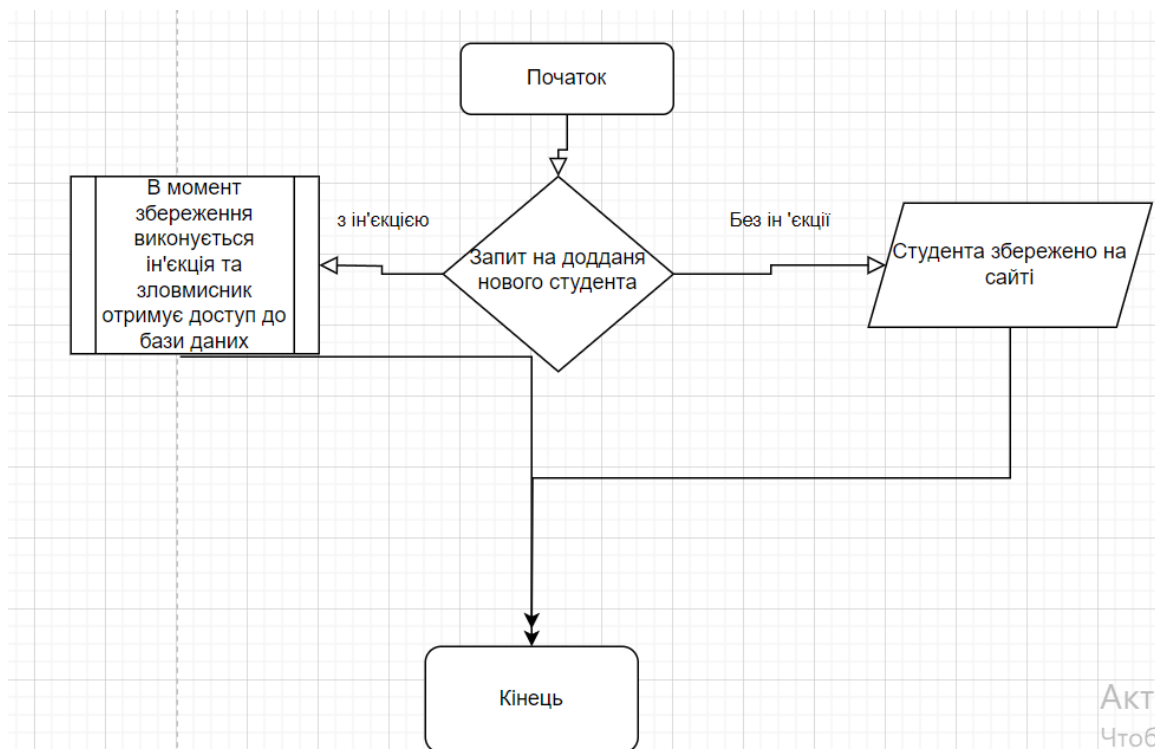 Початок
В момент
збереження
виконується
ін'єкція та
зловмисник
отримує доступ до
бази даних
з ін'єкцією
Запит на додданя
нового студента
Без ін 'єкції
Студента збережено на
сайті
Кінець
Акт
Чтоб